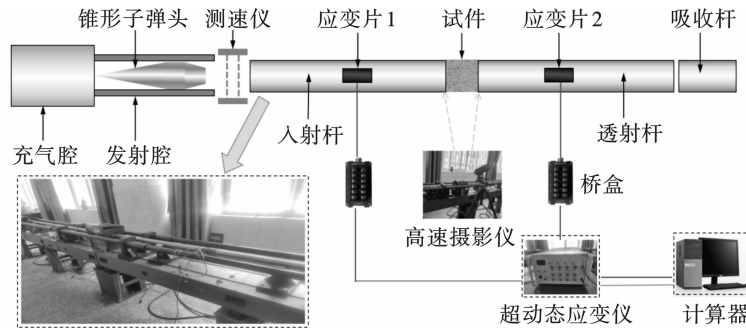 锥形子弹头
测速仪
应变片1
试件
应变片2
吸收杆
充气腔
发射腔
入射杆
透射杆
高速摄影仪
桥盒
超动态应变仪
计算器